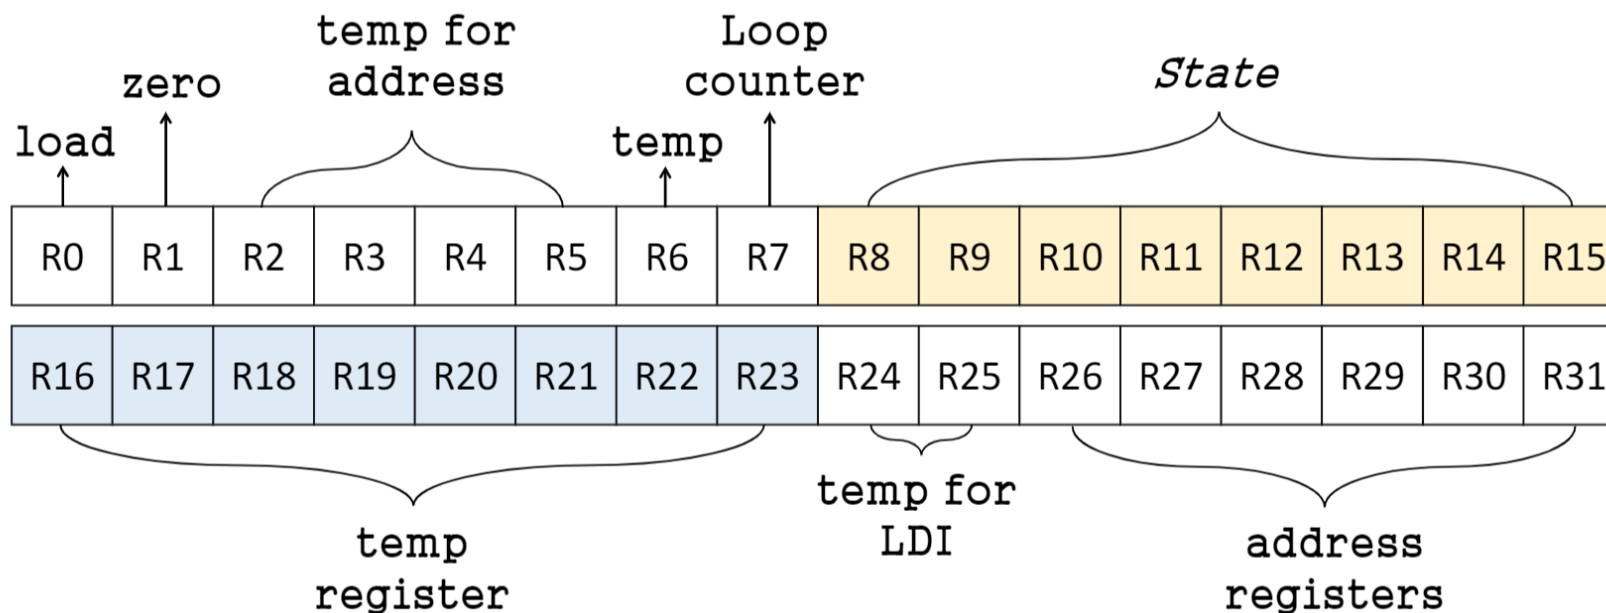 temp for
address
Loop
counter
State
zero
load
temp
R0 R1 R2 R3 R4 R5 R6 R7 R8 R9 R10 R11 R12 R13 R14 R15
R16 R17 R18 R19 R20 R21 R22 R23 R24 R25 R26 R27 R28 R29 R30 R31
temp for
LDI
temp
register
address
registers